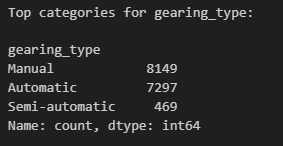 Top categories for gearing_type:
gearing_type
Manual 8149
Automatic 7297
Semi-automatic 469
Name: count, dtype: int64